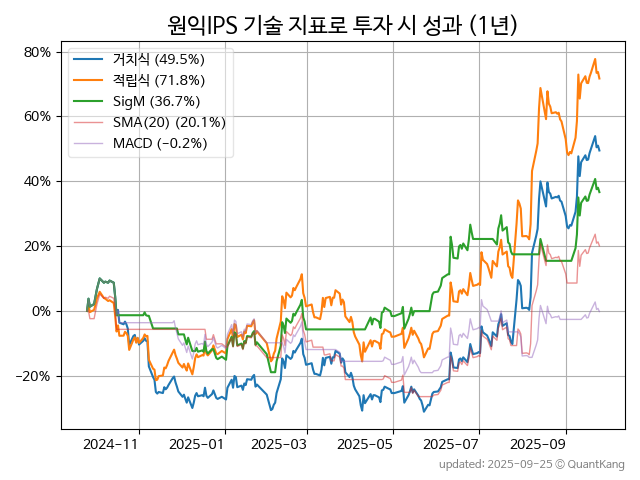 원익IPS 기술 지표로 투자 시 성과 (1년)
80%
60%
40%
20%
0%
−20%
거치식 (49.5%)
적립식 (71.8%)
SigM (36.7%)
SMA(20) (20.1%)
MACD (−0.2%)
2024-11
2025-01
2025-03
2025-05
2025-07
2025-09
updated: 2025-09-25 © QuantKang